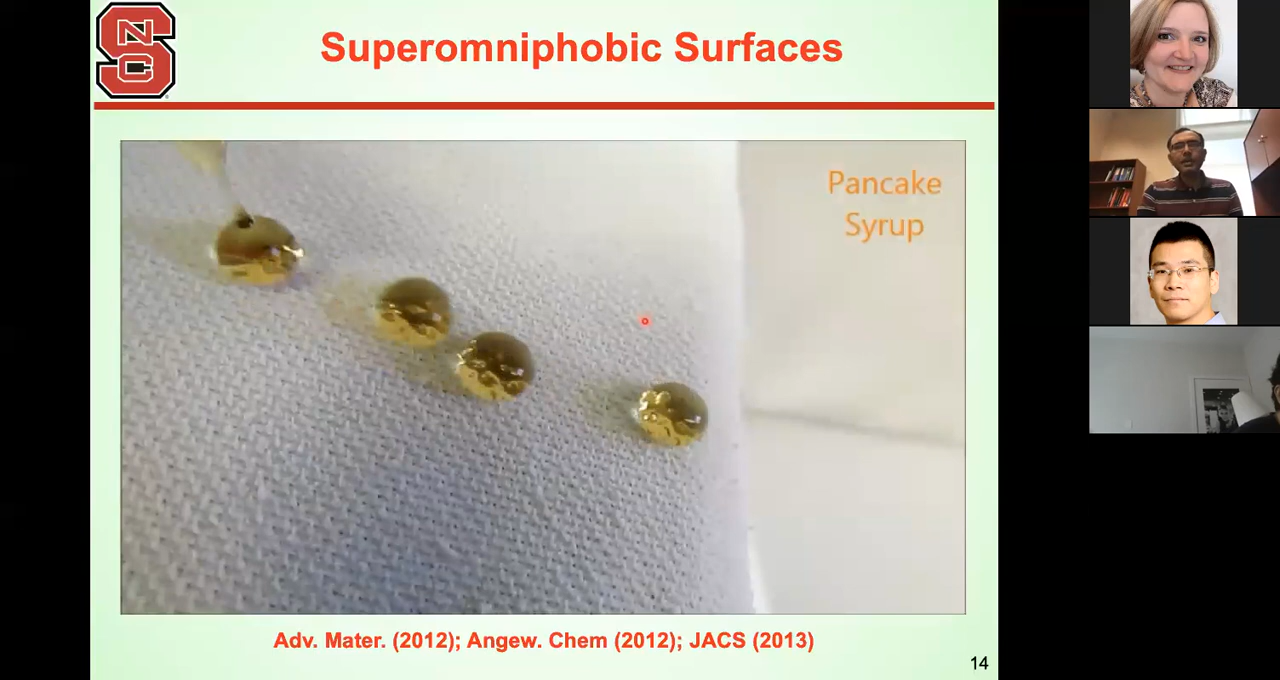 NC
S
Superomniphobic Surfaces
Pancake
Syrup
Adv. Mater. (2012); Angew. Chem (2012); JACS (2013)
14